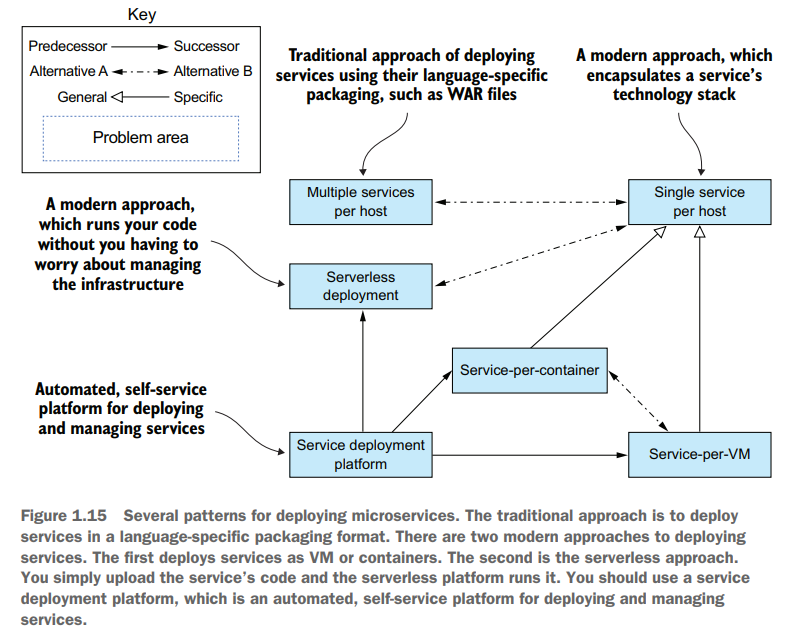 Key
Predecessor
Successor
Alternative A
Alternative B
General
Specific
Problem area
Traditional approach of deploying
services using their language-specific
packaging, such as WAR files
A modern approach, which
encapsulates a service's
technology stack
Multiple services
per host
Single service
per host
A modern approach,
which runs your code
without you having to
worry about managing
the infrastructure
Serverless
deployment
Service-per-container
Automated, self-service
platform for deploying
and managing services
Service deployment
platform
Service-per-VM
Figure 1.15 Several patterns for deploying microservices. The traditional approach is to deploy
services in a language-specific packaging format. There are two modern approaches to deploying
services. The first deploys services as VM or containers. The second is the serverless approach.
You simply upload the service's code and the serverless platform runs it. You should use a service
deployment platform, which is an automated, self-service platform for deploying and managing
services.